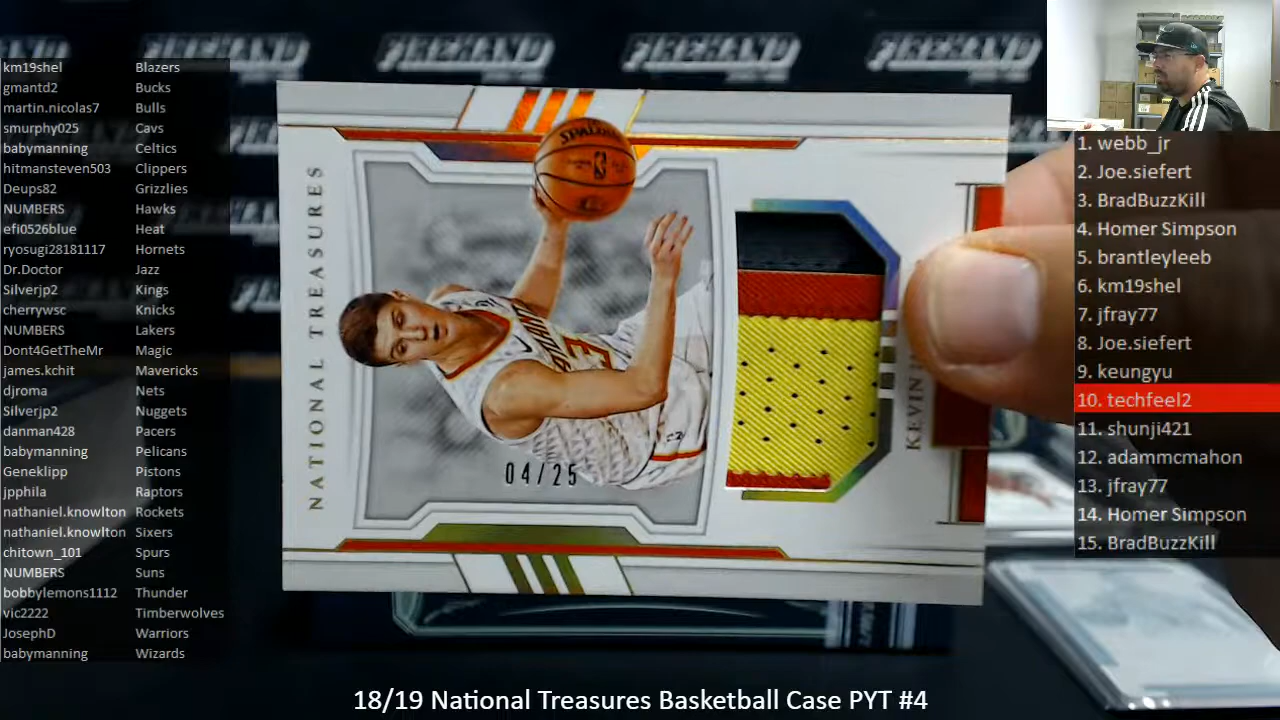 km19shel Blazers
gmantd2 Bucks
martin.nicolas7 Bulls
smurphy025 Cavs
babymanning Celtics
hitmansteven503 Clippers
Deups82 Grizzlies
NUMBERS Hawks
efi0526blue Heat
ryosugi28181117 Hornets
Dr.Doctor Jazz
Silverjp2 Kings
cherrywsc Knicks
NUMBERS Lakers
Dont4GetTheMr Magic
james.kchit Mavericks
djroma Nets
Silverjp2 Nuggets
danman428 Pacers
babymanning Pelicans
Geneklipp Pistons
jpphila Raptors
nathaniel.knowlton Rockets
nathaniel.knowlton Sixers
chitown_101 Spurs
NUMBERS Suns
bobbylemons1112 Thunder
vic2222 Timberwolves
JosephD Warriors
babymanning Wizards
NATIONAL TREASURES
SPALDING
04/25
KEVIN
1. webb_jr
2. Joe.siefert
3. BradBuzzKill
4. Homer Simpson
5. brantleyleeb
6. km19shel
7. jfray77
8. Joe.siefert
9. keungyu
10. techfeel2
11. shunji421
12. adammcmahon
13. jfray77
14. Homer Simpson
15. BradBuzzKill
18/19 National Treasures Basketball Case PYT #4